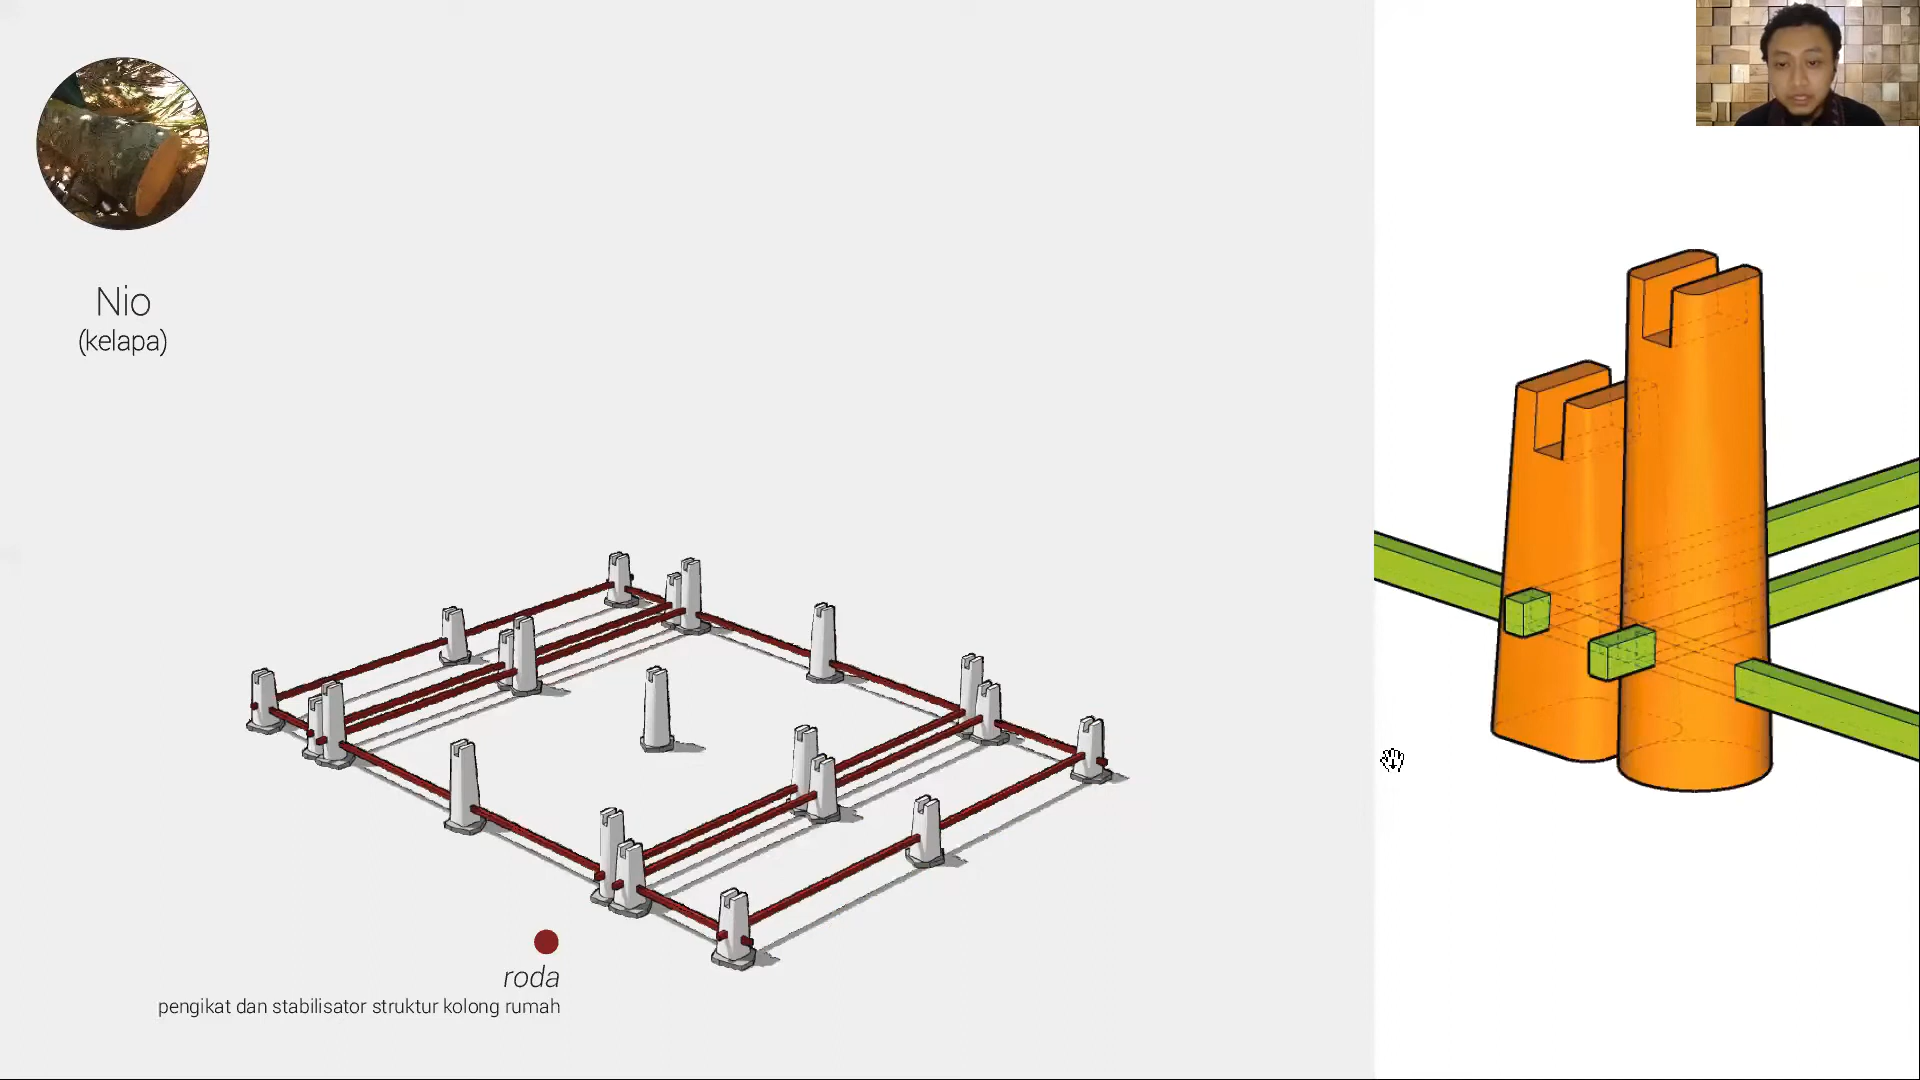 Nio
(kelapa)
roda
pengikat dan stabilisator struktur kolong rumah